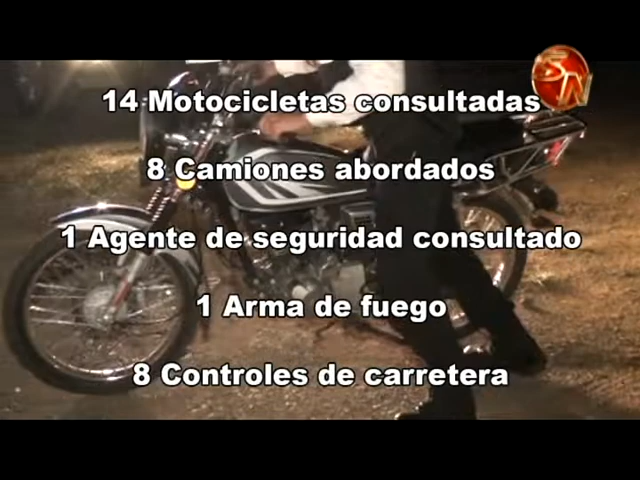 SN
14 Motocicletas consultadas
8 Camiones abordados
1 Agente de seguridad consultado
1 Arma de fuego
8 Controles de carretera